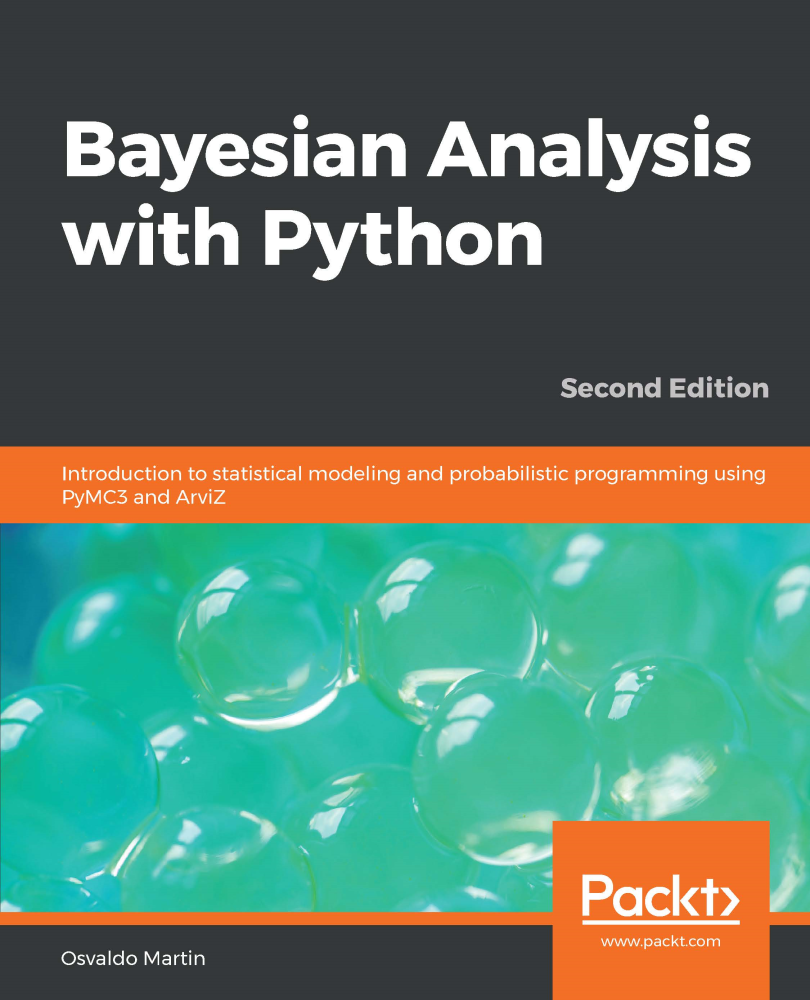 Bayesian Analysis
with Python
Second Edition
Introduction to statistical modeling and probabilistic programming using
PyMC3 and ArviZ
Packt>
www.packt.com
Osvaldo Martin